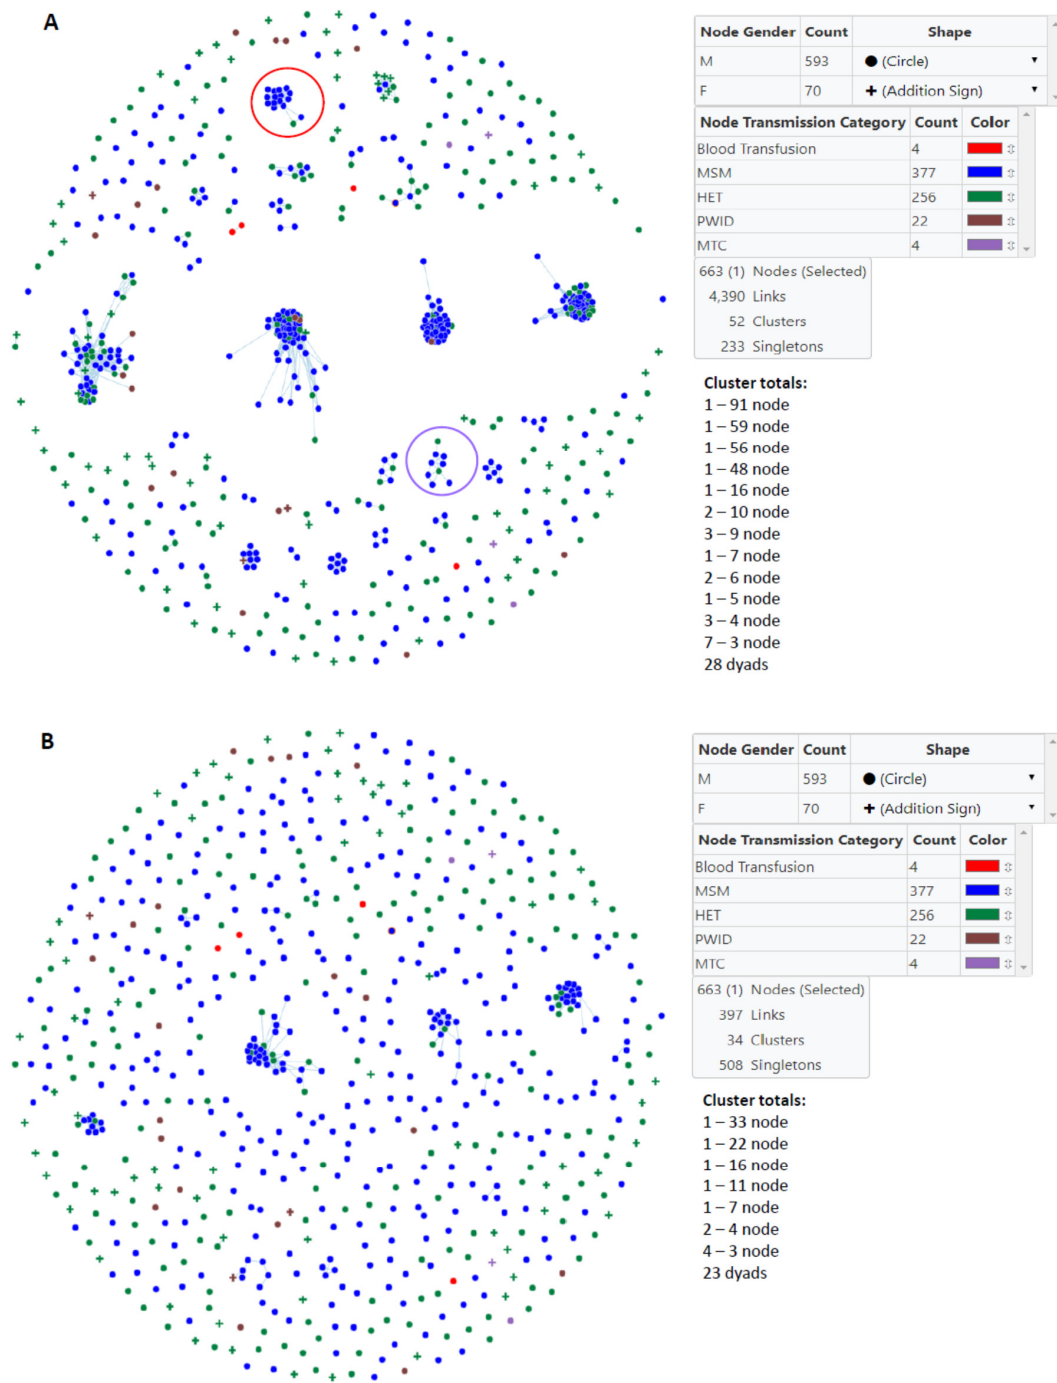 A
Node Gender Count Shape
M 593 (Circle)
F 70 (Addition Sign)
Node Transmission Category Count Color
Blood Transfusion 4
MSM 377
HET 256
PWID 22
MTC 4
663 (1) Nodes (Selected)
4,390 Links
52 Clusters
233 Singletons
Cluster totals:
1 – 91 node
1 – 59 node
1 – 56 node
1 – 48 node
1 – 16 node
2 – 10 node
3 – 9 node
1 – 7 node
2 – 6 node
1 – 5 node
3 – 4 node
7 – 3 node
28 dyads
B
Node Gender Count Shape
M 593 (Circle)
F 70 (Addition Sign)
Node Transmission Category Count Color
Blood Transfusion 4
MSM 377
HET 256
PWID 22
MTC 4
663 (1) Nodes (Selected)
397 Links
34 Clusters
508 Singletons
Cluster totals:
1 – 33 node
1 – 22 node
1 – 16 node
1 – 11 node
1 – 7 node
2 – 4 node
4 – 3 node
23 dyads